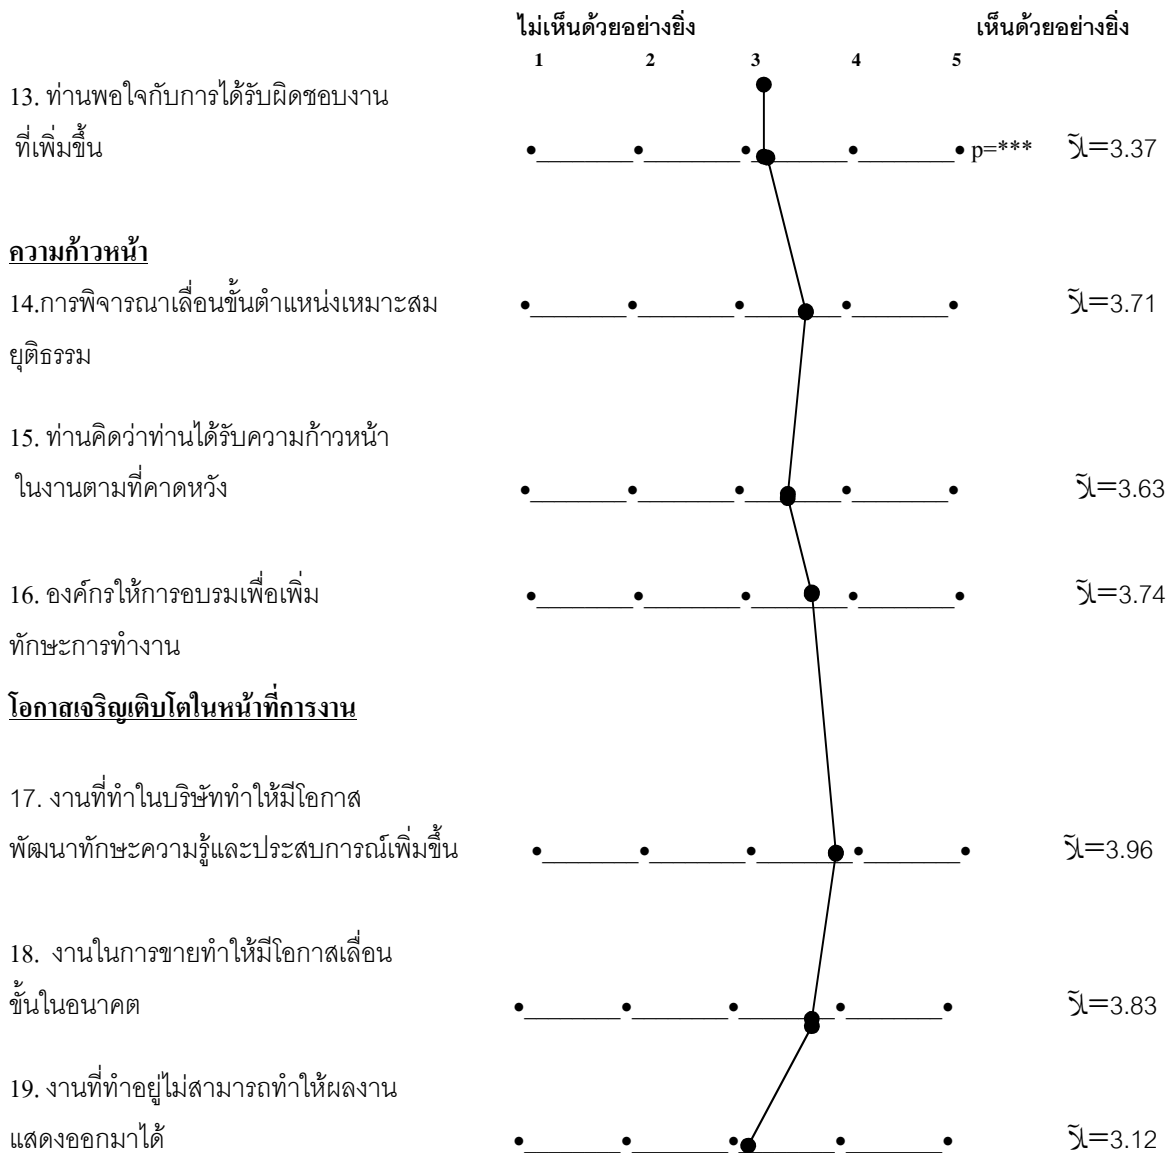 ไม่เห็นด้วยอย่างยิ่ง เห็นด้วยอย่างยิ่ง
1 2 3 4 5
13. ท่านพอใจกับการได้รับผิดชอบงาน
ที่เพิ่มขึ้น
p=*** =3.37
ความก้าวหน้า
14.การพิจารณาเลื่อนขั้นตำแหน่งเหมาะสม
=3.71
ยุติธรรม
15. ท่านคิดว่าท่านได้รับความก้าวหน้า
ในงานตามที่คาดหวัง
=3.63
16. องค์กรให้การอบรมเพื่อเพิ่ม
=3.74
ทักษะการทำงาน
โอกาสเจริญเติบโตในหน้าที่การงาน
17. งานที่ทำในบริษัททำให้มีโอกาส
พัฒนาทักษะความรู้และประสบการณ์เพิ่มขึ้น
=3.96
18. งานในการขายทำให้มีโอกาสเลื่อน
ขั้นในอนาคต
=3.83
19. งานที่ทำอยู่ไม่สามารถทำให้ผลงาน
แสดงออกมาได้
=3.12